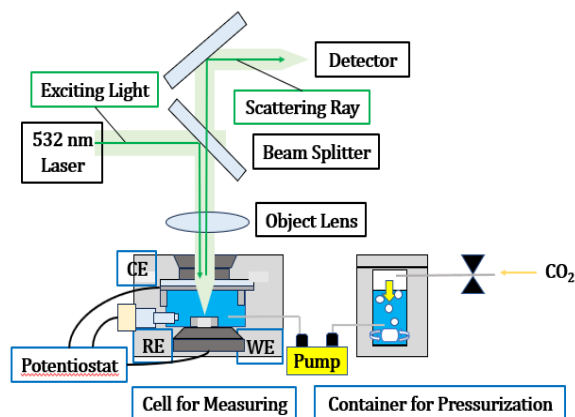 Detector
Exciting Light
Scattering Ray
532 nm
Laser
Beam Splitter
Object Lens
CE
CO2
RE
WE
Potentiostat
Pump
Cell for Measuring
Container for Pressurization